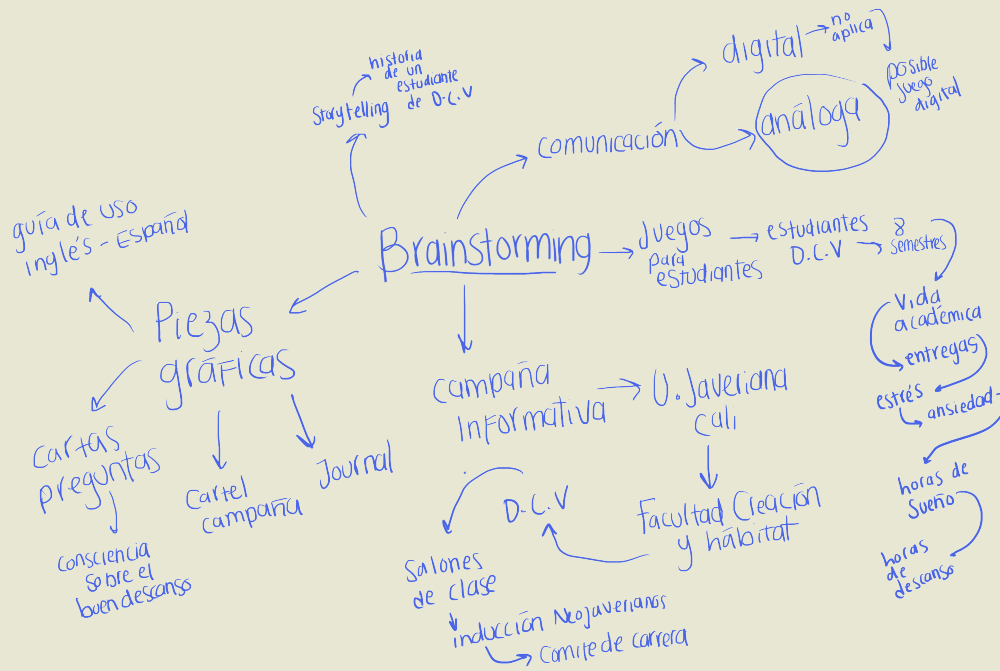 Brainstorming
Storytelling
historia
de un
estudiante
de D.C.V
comunicación
digital
no
aplica
posible
juego
digital
análoga
Juegos
para
estudiantes
estudiantes
D.C.V
8
semestres
Vida
académica
entregas
estrés
ansiedad
horas de
sueño
horas
de
descanso
campaña
Informativa
U. Javeriana
cali
Facultad Creación
y hábitat
D.C.V
Salones
de clase
inducción Neojaverianos
Comite de carrera
Piezas
gráficas
guía de uso
inglés - Español
Cartas
preguntas
consciencia
sobre el
buen descanso
Cartel
campaña
Journal